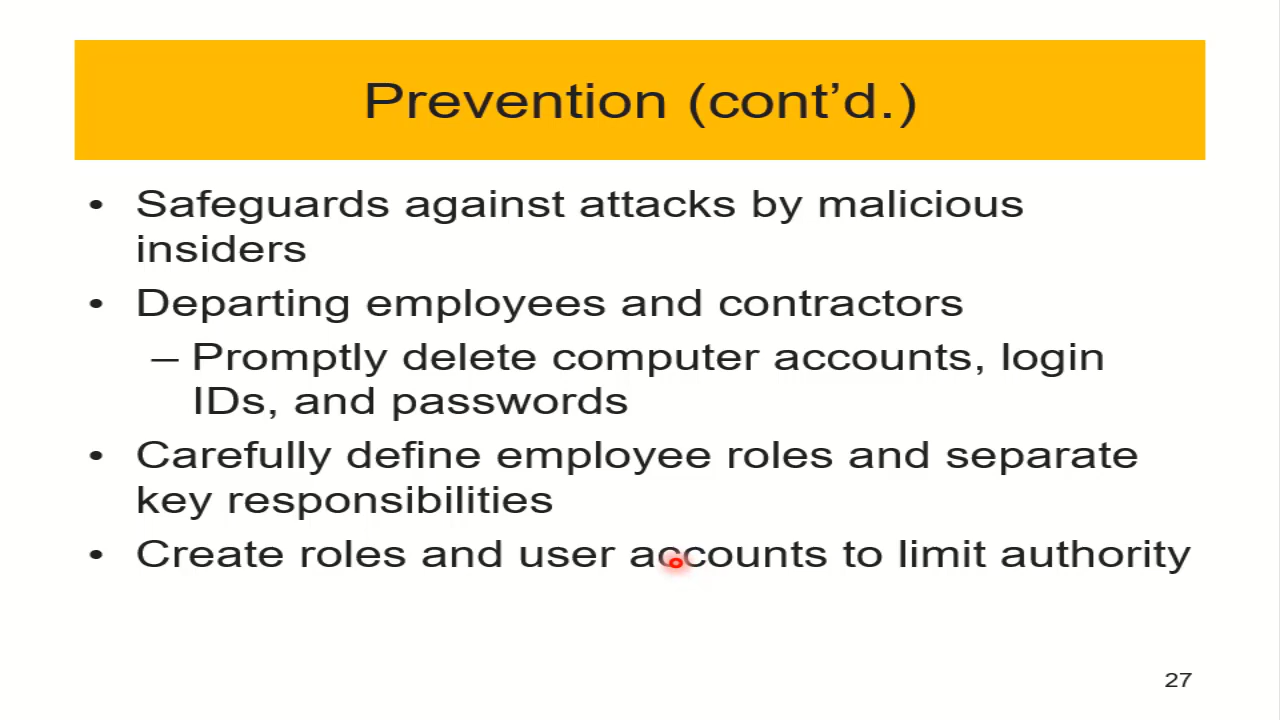 Prevention (cont’d.)
• Safeguards against attacks by malicious
insiders
• Departing employees and contractors
– Promptly delete computer accounts, login
IDs, and passwords
• Carefully define employee roles and separate
key responsibilities
• Create roles and user accounts to limit authority
27